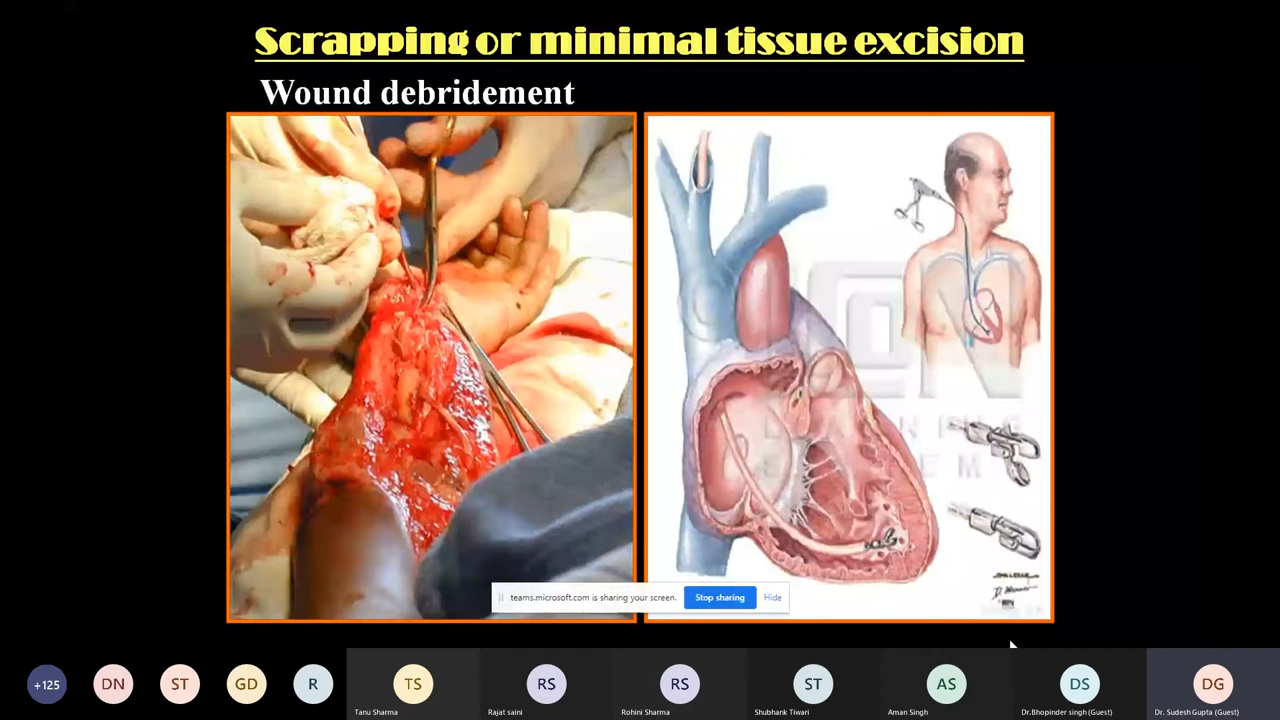 Scrapping or minimal tissue excision
Wound debridement
teams.microsoft.com is sharing your screen.
Stop sharing
Hide
+125
DN
ST
GD
R
TS
RS
RS
ST
AS
DS
DG
Tanu Sharma
Rajat saini
Rohini Sharma
Shubhank Tiwari
Aman Singh
Dr.Bhopinder singh (Guest)
Dr. Sudesh Gupta (Guest)